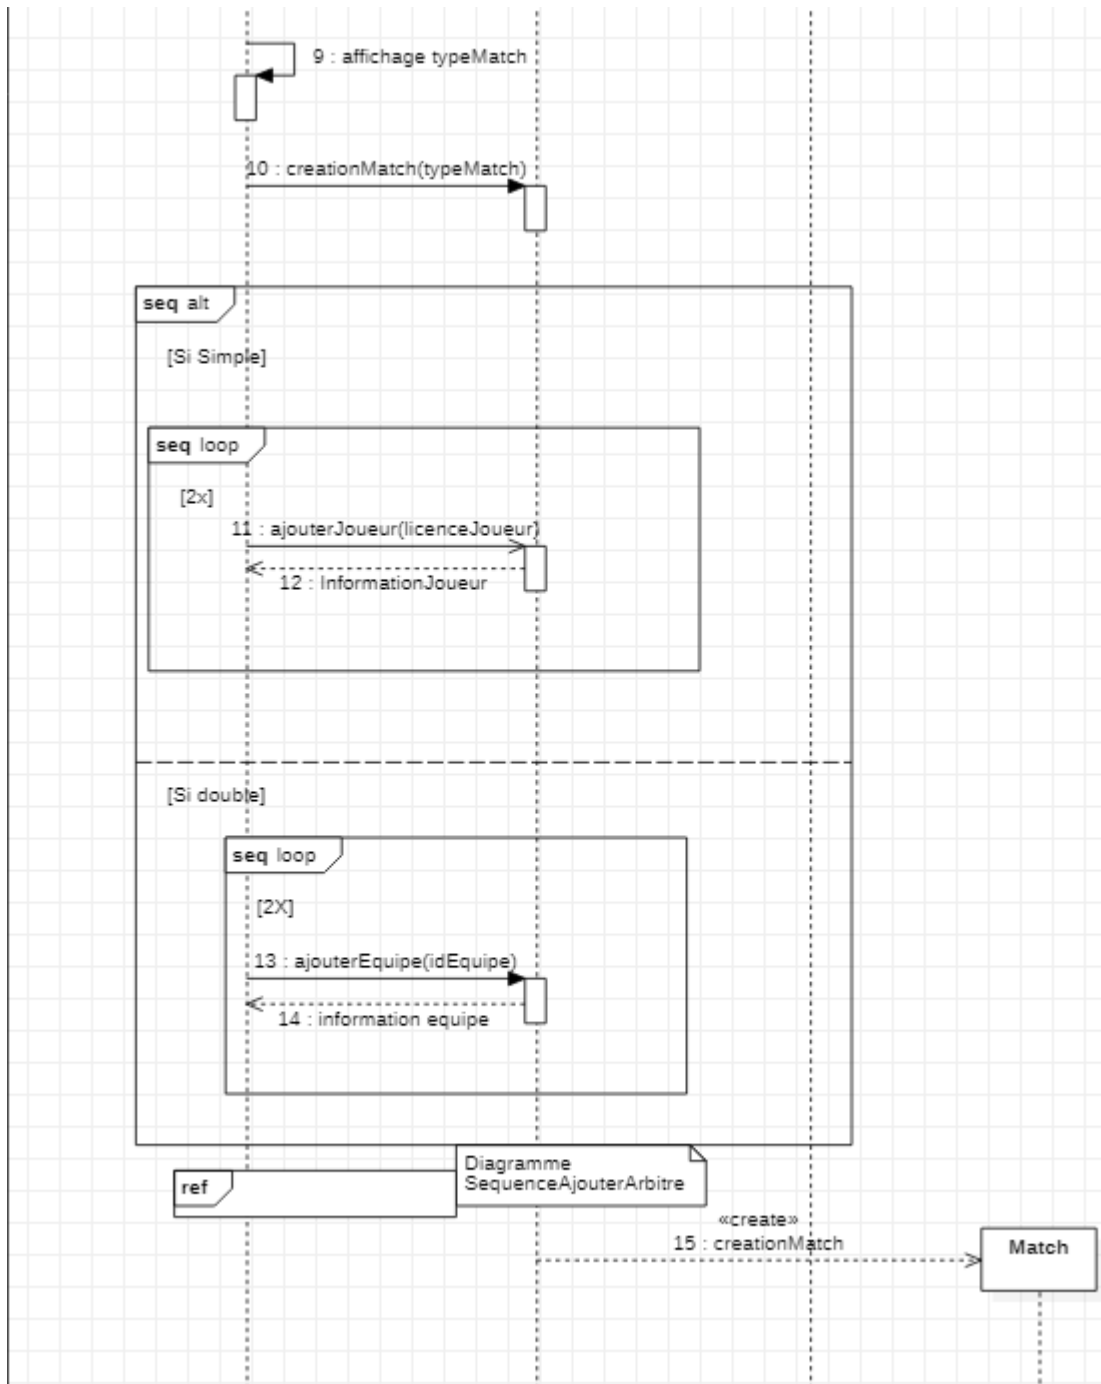 9 : affichage typeMatch
10 : creationMatch(typeMatch)
seq alt
[Si Simple]
seq loop
[2x]
11 : ajouterJoueur(licenceJoueur)
12 : InformationJoueur
[Si double]
seq loop
[2X]
13 : ajouterEquipe(idEquipe)
14 : information equipe
Diagramme
SequenceAjouterArbitre
ref
«create»
15 : creationMatch
Match